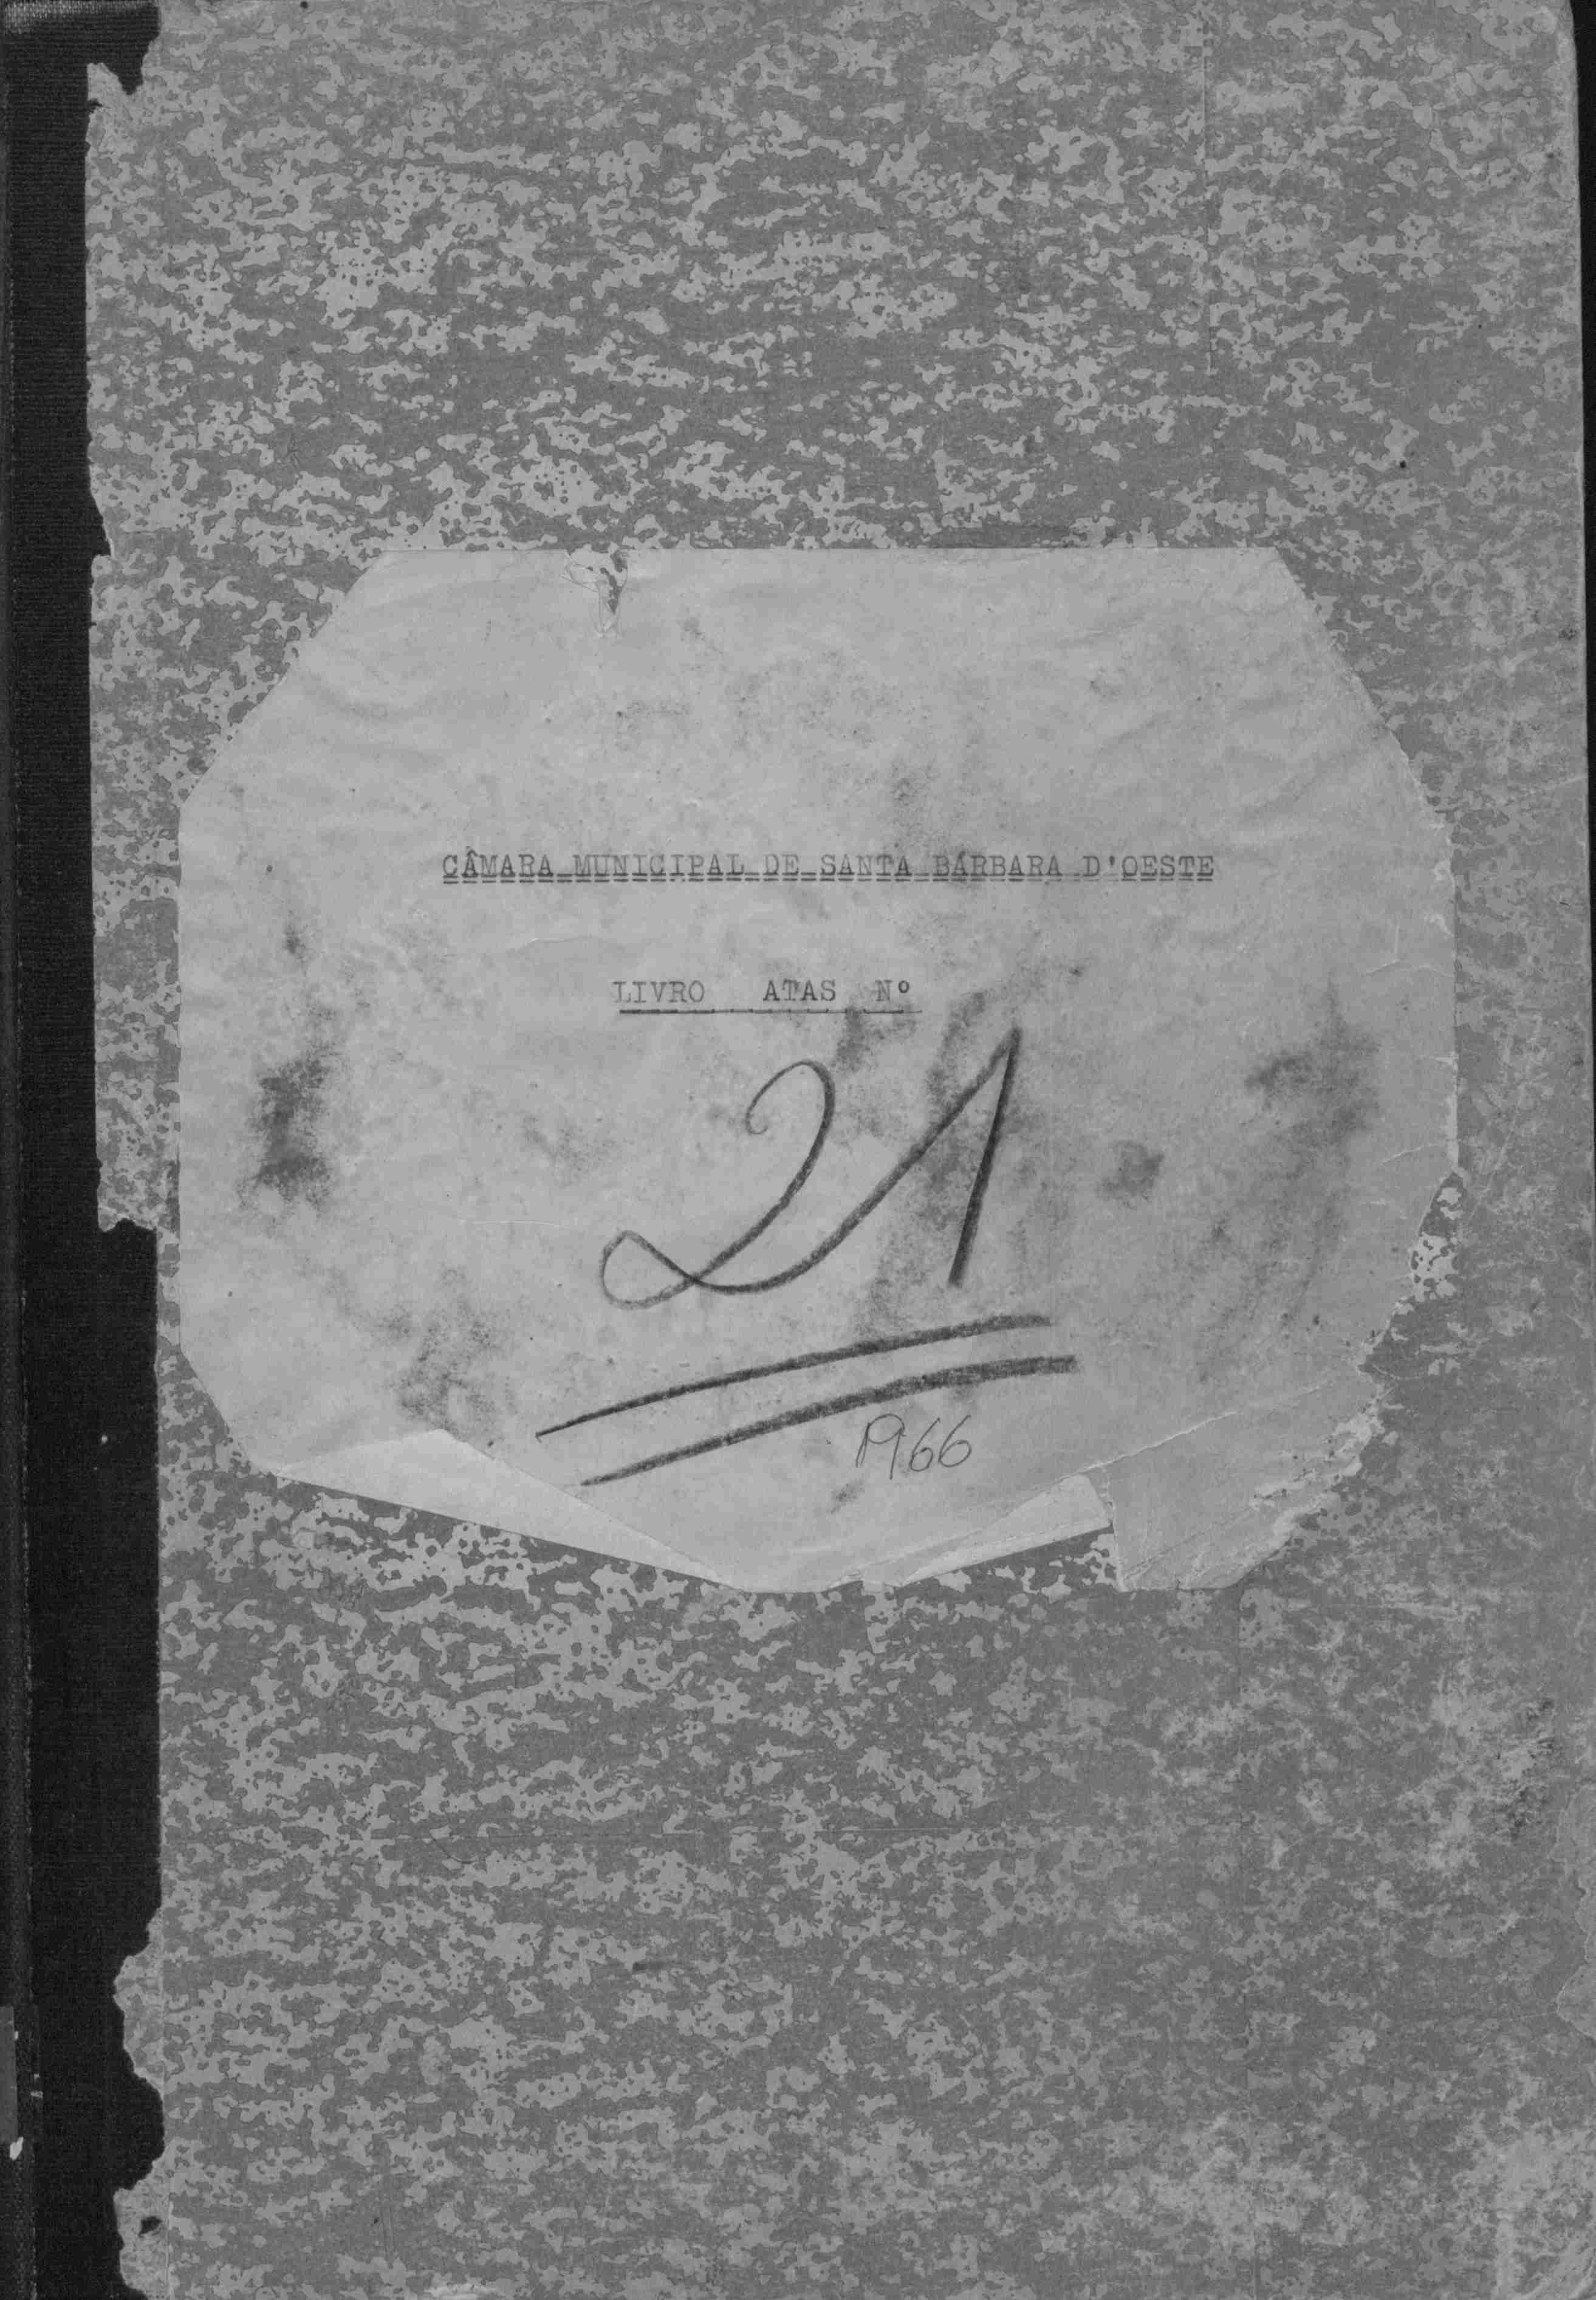 CÂMARA MUNICIPAL DE SANTA BÁRBARA D'OESTE
LIVRO ATAS Nº
21
1966